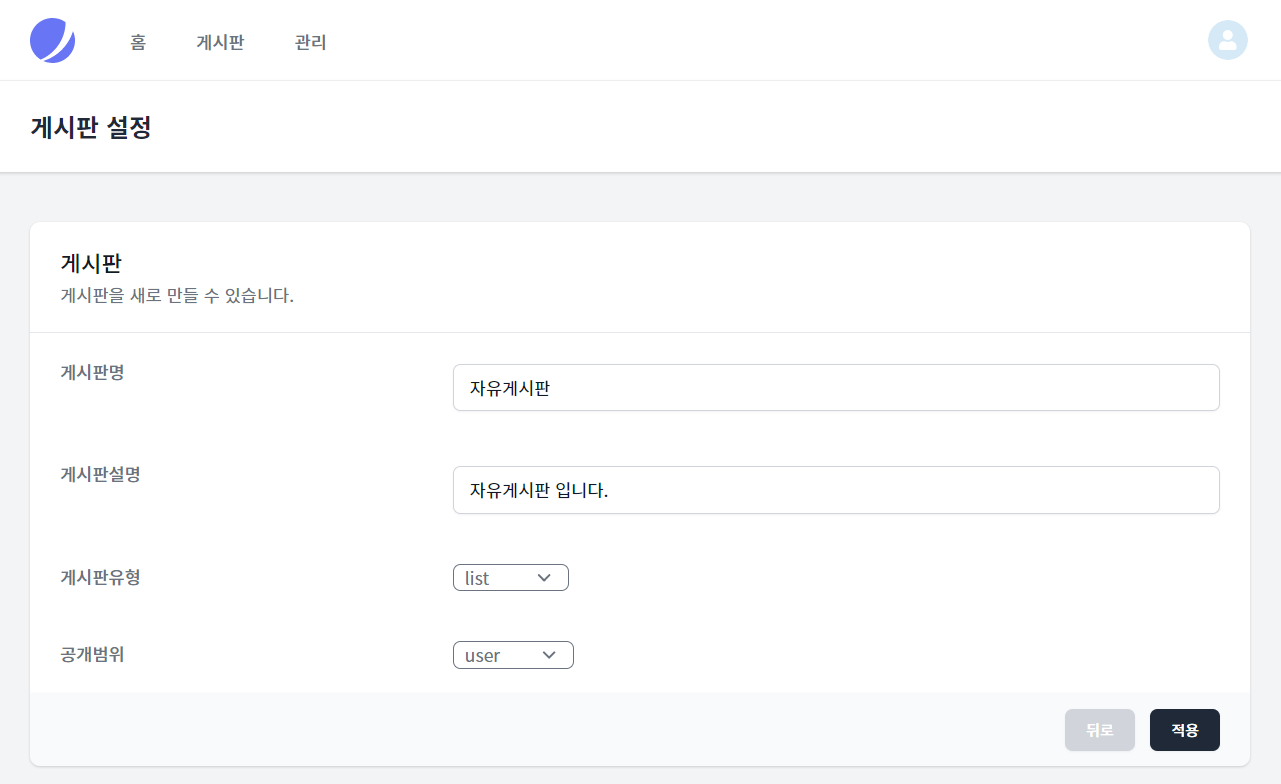 홈 게시판 관리
게시판 설정
게시판
게시판을 새로 만들 수 있습니다.
게시판명
자유게시판
게시판설명
자유게시판 입니다.
게시판유형
list
공개범위
user
뒤로 적용